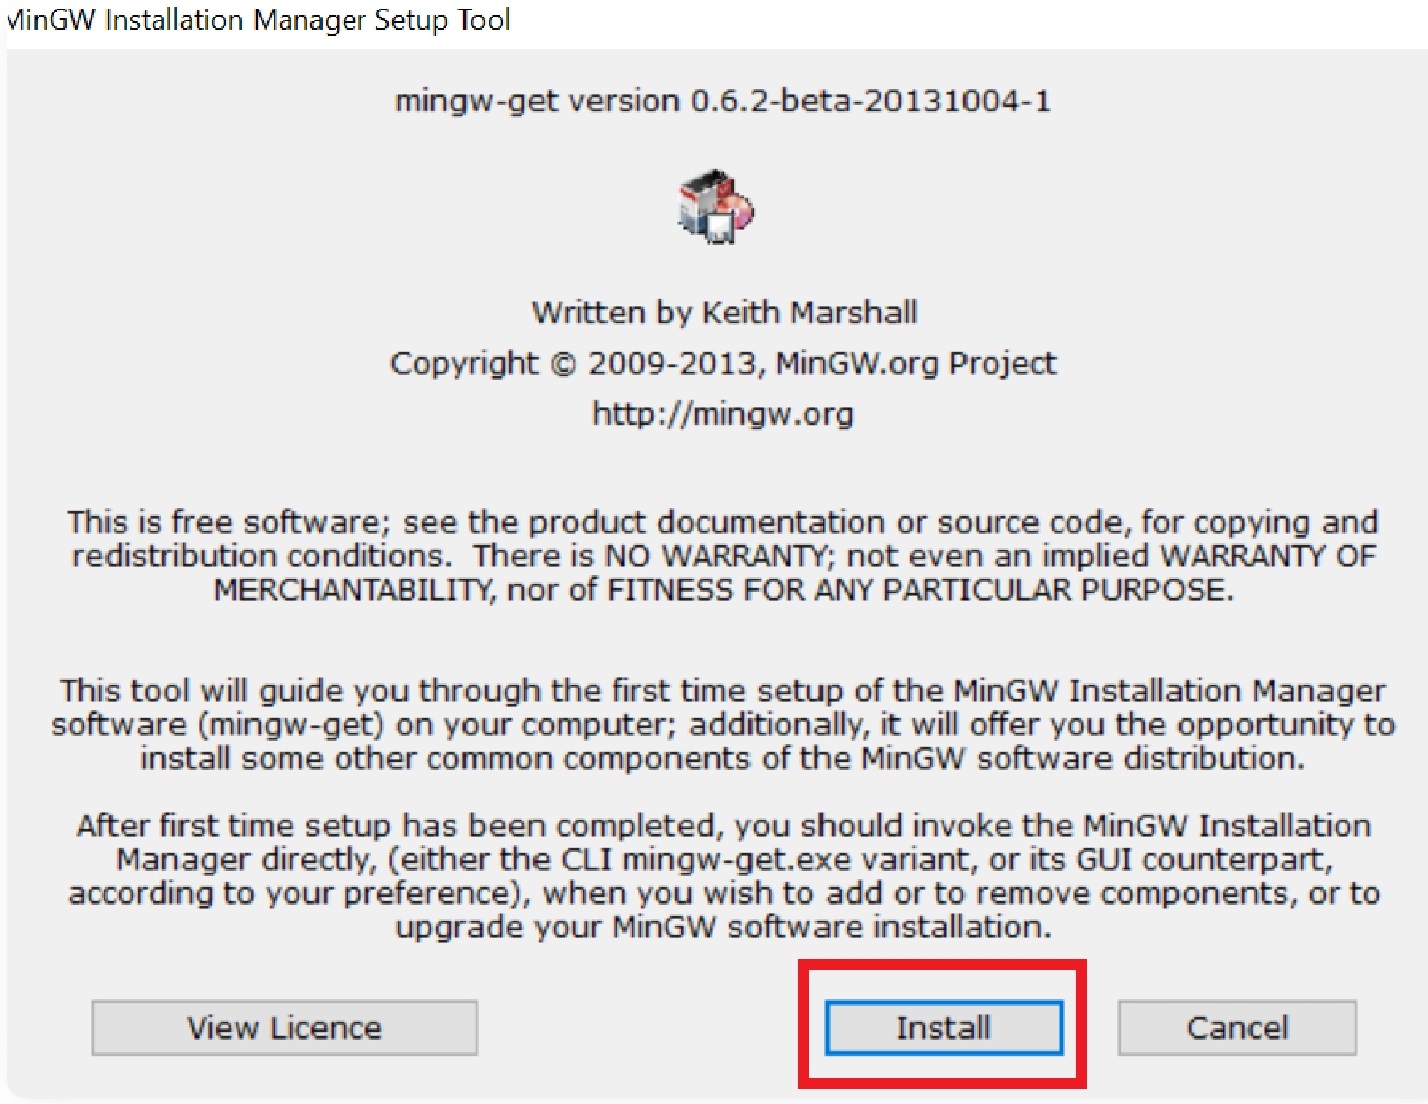 MinGW Installation Manager Setup Tool
mingw-get version 0.6.2-beta-20131004-1
Written by Keith Marshall
Copyright © 2009-2013, MinGW.org Project
http://mingw.org
This is free software; see the product documentation or source code, for copying and
redistribution conditions.  There is NO WARRANTY; not even an implied WARRANTY OF
MERCHANTABILITY, nor of FITNESS FOR ANY PARTICULAR PURPOSE.
This tool will guide you through the first time setup of the MinGW Installation Manager
software (mingw-get) on your computer; additionally, it will offer you the opportunity to
install some other common components of the MinGW software distribution.
After first time setup has been completed, you should invoke the MinGW Installation
Manager directly, (either the CLI mingw-get.exe variant, or its GUI counterpart,
according to your preference), when you wish to add or to remove components, or to
upgrade your MinGW software installation.
View Licence
Install
Cancel